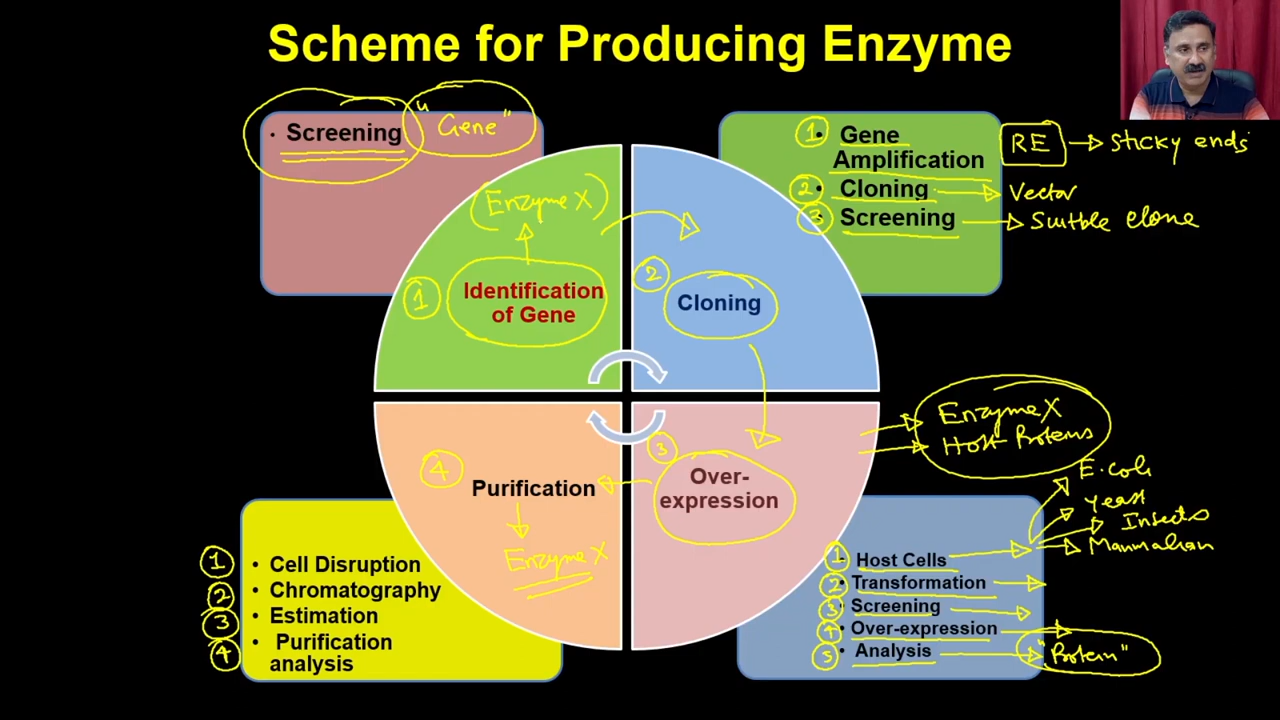 Scheme for Producing Enzyme
• Screening
"Gene"
① • Gene
Amplification
② • Cloning
③ • Screening
RE → Sticky ends
Vector
Suitble clone
(Enzyme X)
① Identification
of Gene
② Cloning
③ Over-
expression
Enzyme X
Host Proteins
④ Purification
Enzyme X
① • Cell Disruption
② • Chromatography
③ • Estimation
④ • Purification
analysis
① • Host Cells
② • Transformation
③ • Screening
④ • Over-expression
⑤ • Analysis
E.coli
yeast
Insects
Mammalian
"Protein"